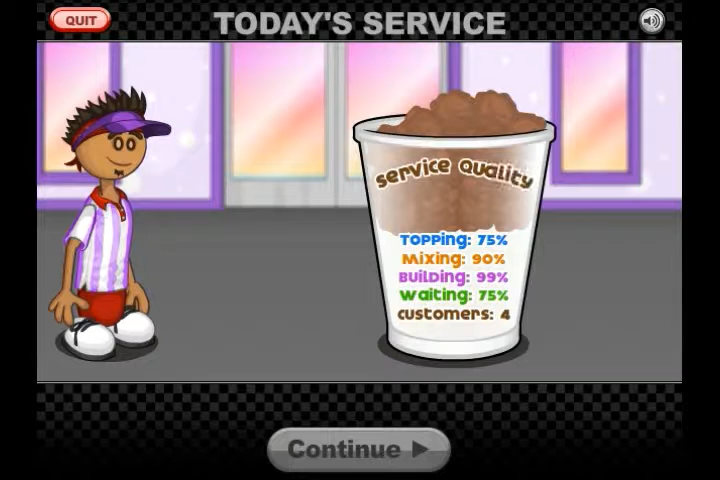 QUIT
TODAY'S SERVICE
Service Quality
Topping: 75%
Mixing: 90%
Building: 99%
Waiting: 75%
Customers: 4
Continue